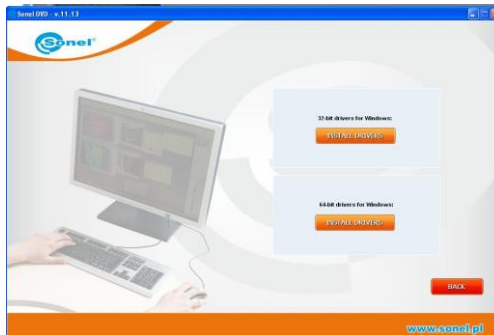 Sonel DVD - v.11.13
Sonel®
32-bit drivers for Windows:
INSTALL DRIVERS
64-bit drivers for Windows:
INSTALL DRIVERS
BACK
www.sonel.pl